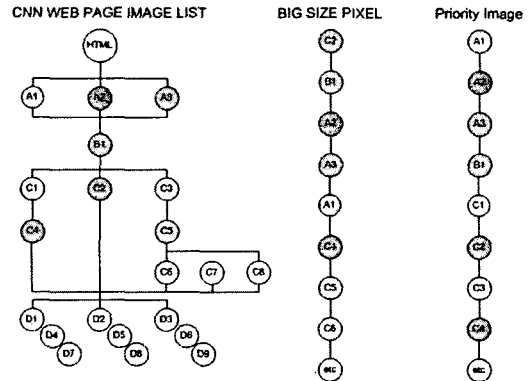 CNN WEB PAGE IMAGE LIST
BIG SIZE PIXEL
Priority Image
HTML
A1 A2 A3
B1
C1 C2 C3
C4 C5
C6 C7 C8
D1 D2 D3
D4 D5 D6
D7 D8 D9
C2
B1
A2
A3
A1
C5
C6
etc
A1
A2
A3
B1
C1
C2
C3
C4
etc